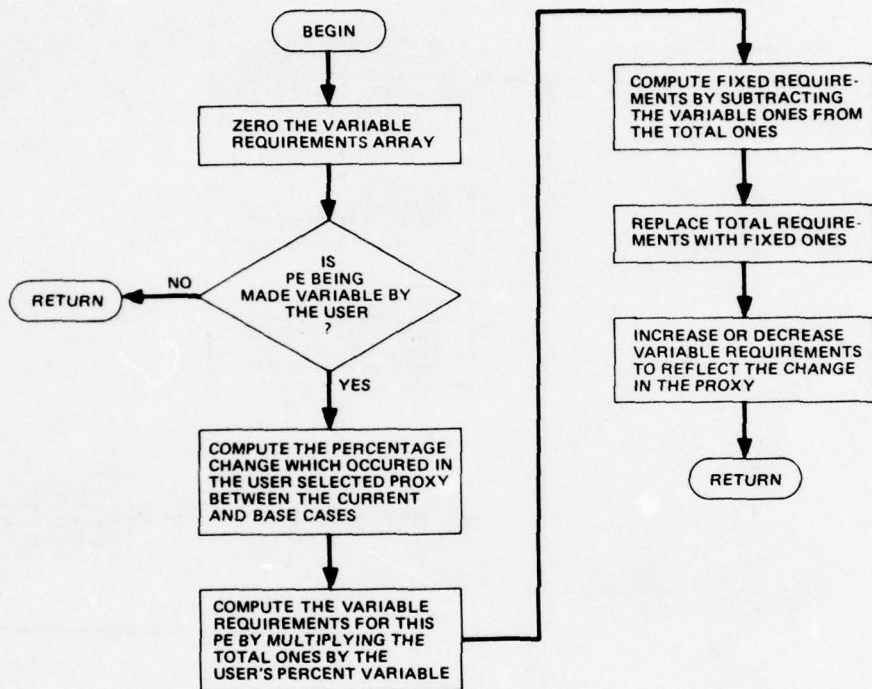 BEGIN
ZERO THE VARIABLE
REQUIREMENTS ARRAY
IS
PE BEING
MADE VARIABLE BY
THE USER
?
NO
RETURN
YES
COMPUTE THE PERCENTAGE
CHANGE WHICH OCCURED IN
THE USER SELECTED PROXY
BETWEEN THE CURRENT
AND BASE CASES
COMPUTE THE VARIABLE
REQUIREMENTS FOR THIS
PE BY MULTIPLYING THE
TOTAL ONES BY THE
USER'S PERCENT VARIABLE
COMPUTE FIXED REQUIRE-
MENTS BY SUBTRACTING
THE VARIABLE ONES FROM
THE TOTAL ONES
REPLACE TOTAL REQUIRE-
MENTS WITH FIXED ONES
INCREASE OR DECREASE
VARIABLE REQUIREMENTS
TO REFLECT THE CHANGE
IN THE PROXY
RETURN